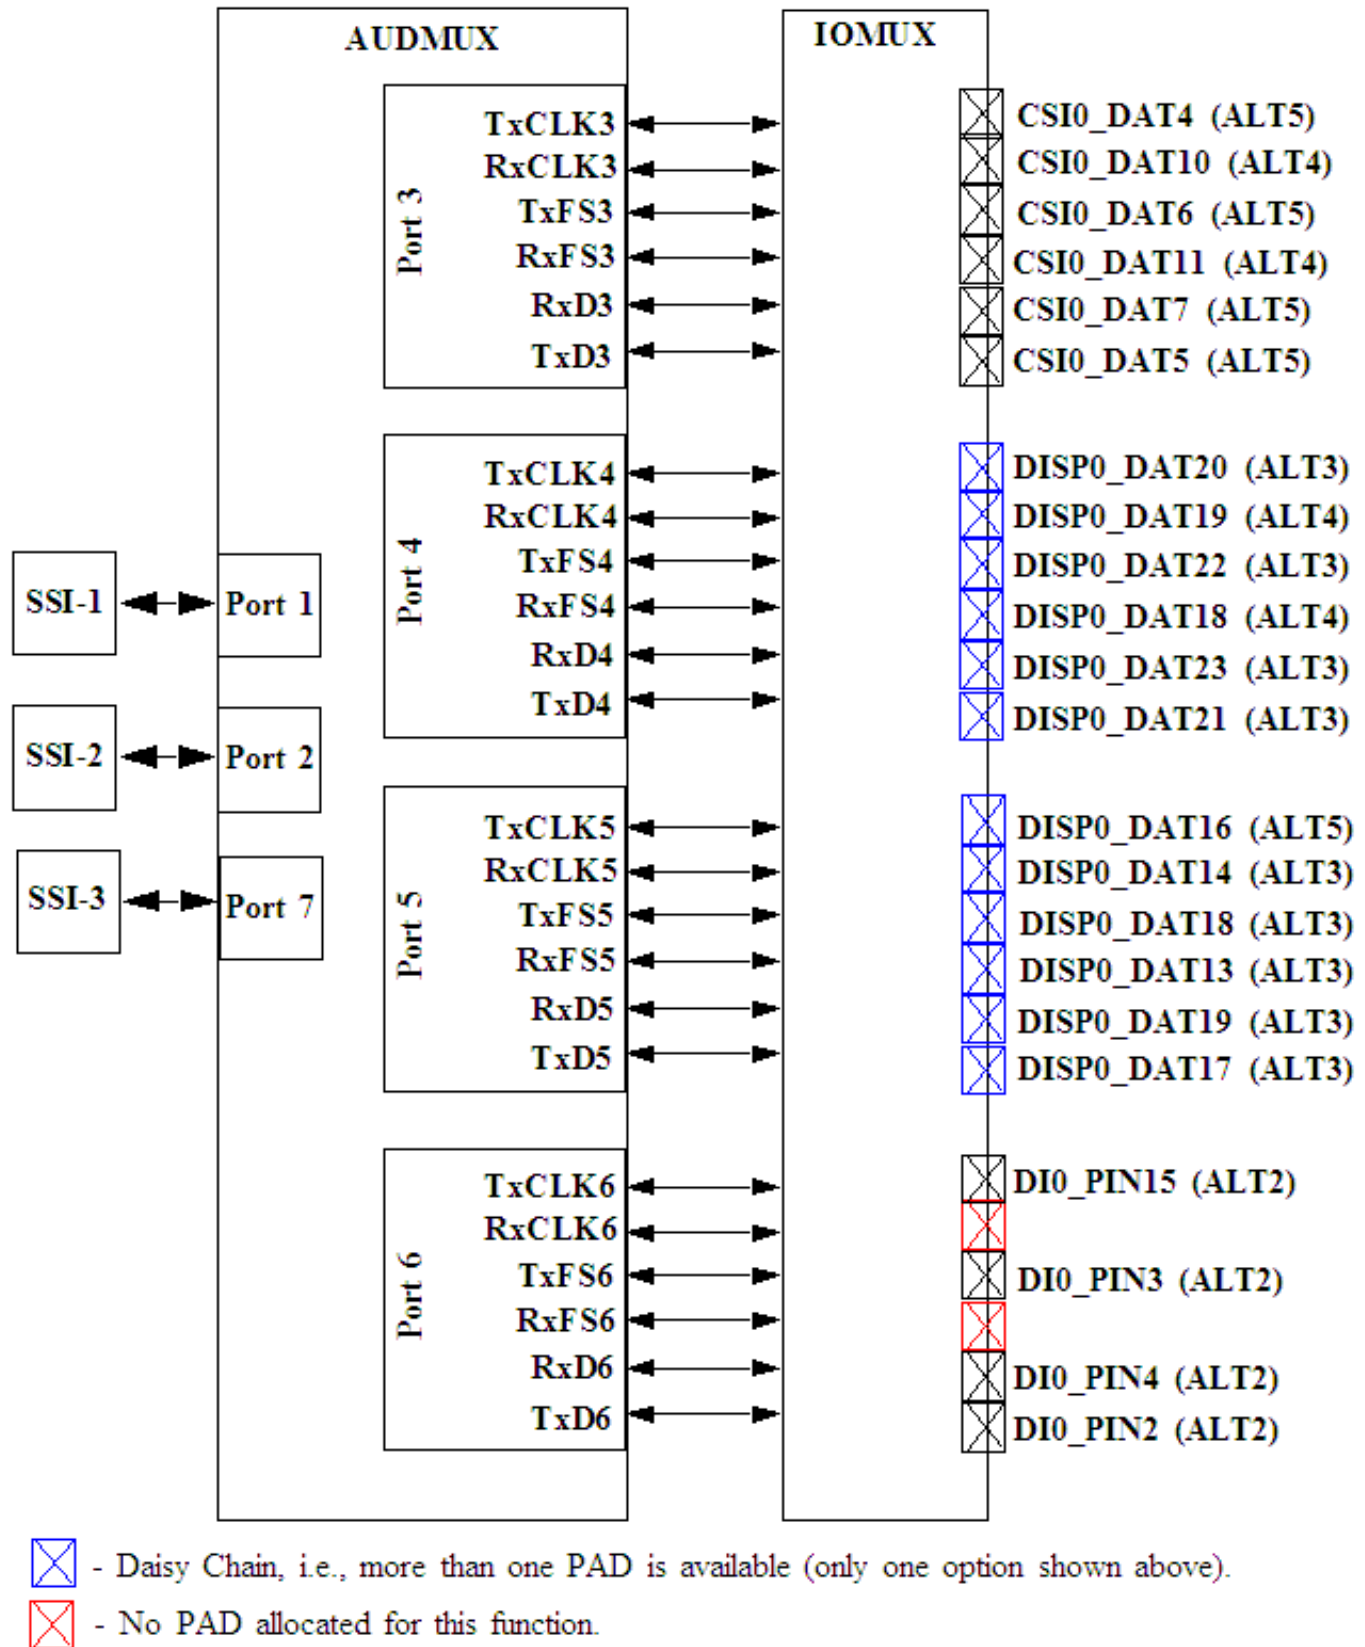 AUDMUX
IOMUX
Port 3
TxCLK3
RxCLK3
TxFS3
RxFS3
RxD3
TxD3
CSI0_DAT4 (ALT5)
CSI0_DAT10 (ALT4)
CSI0_DAT6 (ALT5)
CSI0_DAT11 (ALT4)
CSI0_DAT7 (ALT5)
CSI0_DAT5 (ALT5)
Port 4
TxCLK4
RxCLK4
TxFS4
RxFS4
RxD4
TxD4
DISP0_DAT20 (ALT3)
DISP0_DAT19 (ALT4)
DISP0_DAT22 (ALT3)
DISP0_DAT18 (ALT4)
DISP0_DAT23 (ALT3)
DISP0_DAT21 (ALT3)
SSI-1
Port 1
SSI-2
Port 2
SSI-3
Port 7
Port 5
TxCLK5
RxCLK5
TxFS5
RxFS5
RxD5
TxD5
DISP0_DAT16 (ALT5)
DISP0_DAT14 (ALT3)
DISP0_DAT18 (ALT3)
DISP0_DAT13 (ALT3)
DISP0_DAT19 (ALT3)
DISP0_DAT17 (ALT3)
Port 6
TxCLK6
RxCLK6
TxFS6
RxFS6
RxD6
TxD6
DI0_PIN15 (ALT2)
DI0_PIN3 (ALT2)
DI0_PIN4 (ALT2)
DI0_PIN2 (ALT2)
- Daisy Chain, i.e., more than one PAD is available (only one option shown above).
- No PAD allocated for this function.